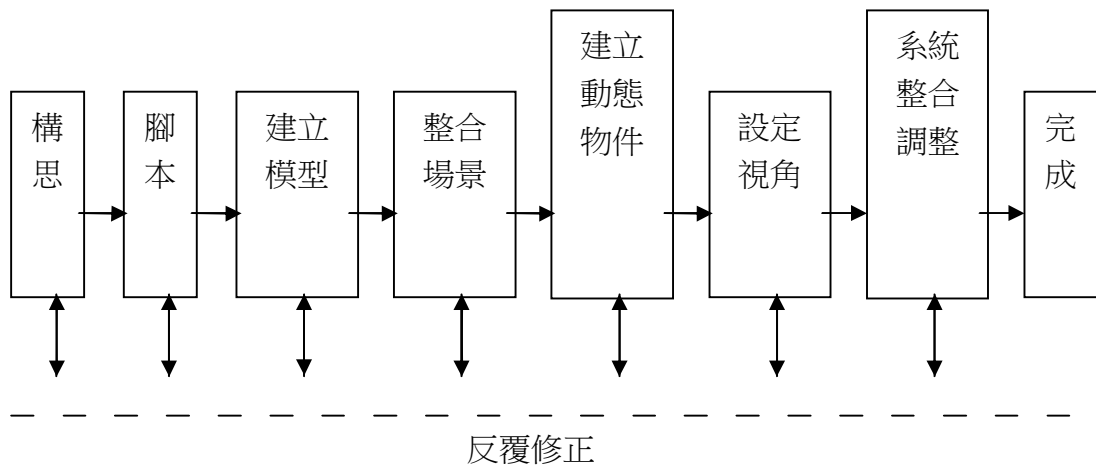 構
思
腳
本
建立
模型
整合
場景
建立
動態
物件
設定
視角
系統
整合
調整
完
成
反覆修正